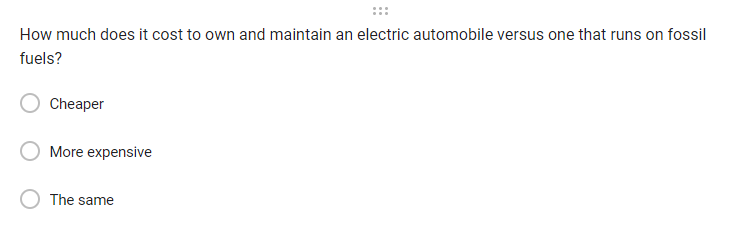 How much does it cost to own and maintain an electric automobile versus one that runs on fossil
fuels?
Cheaper
More expensive
The same